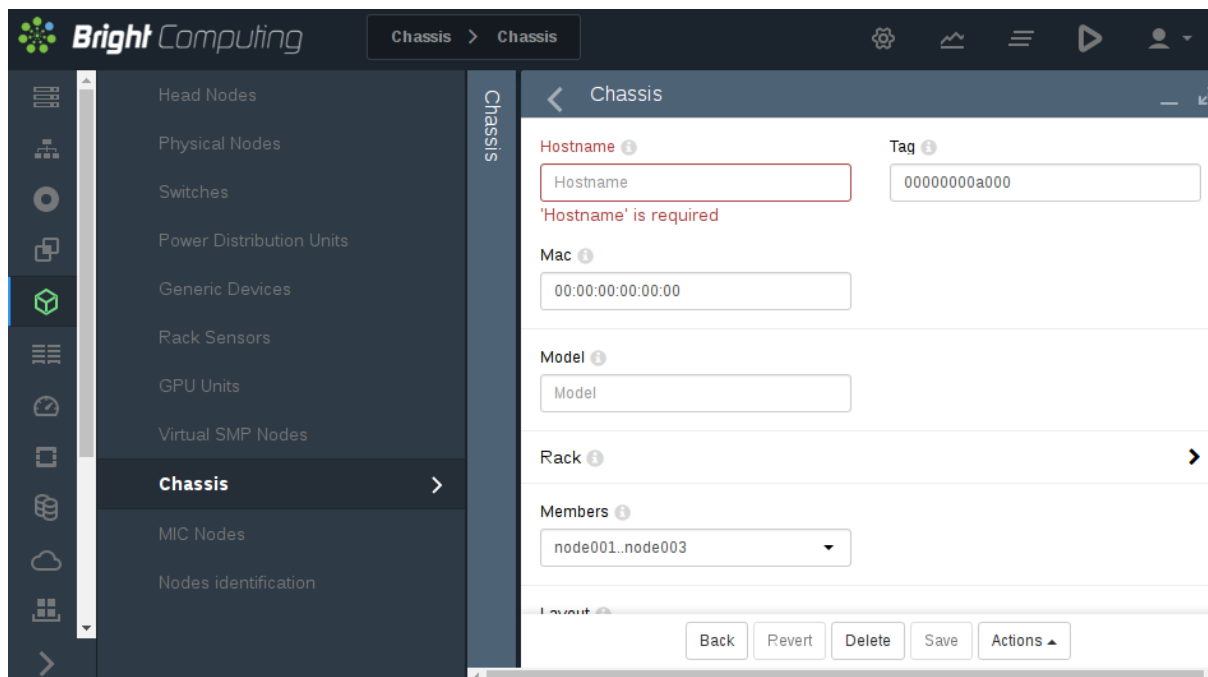 Bright Computing
Chassis > Chassis
Head Nodes
Physical Nodes
Switches
Power Distribution Units
Generic Devices
Rack Sensors
GPU Units
Virtual SMP Nodes
Chassis
MIC Nodes
Nodes identification
Chassis
Chassis
Hostname
Tag
Hostname
00000000a000
'Hostname' is required
Mac
00:00:00:00:00:00
Model
Model
Rack
Members
node001..node003
Layout
Back Revert Delete Save Actions